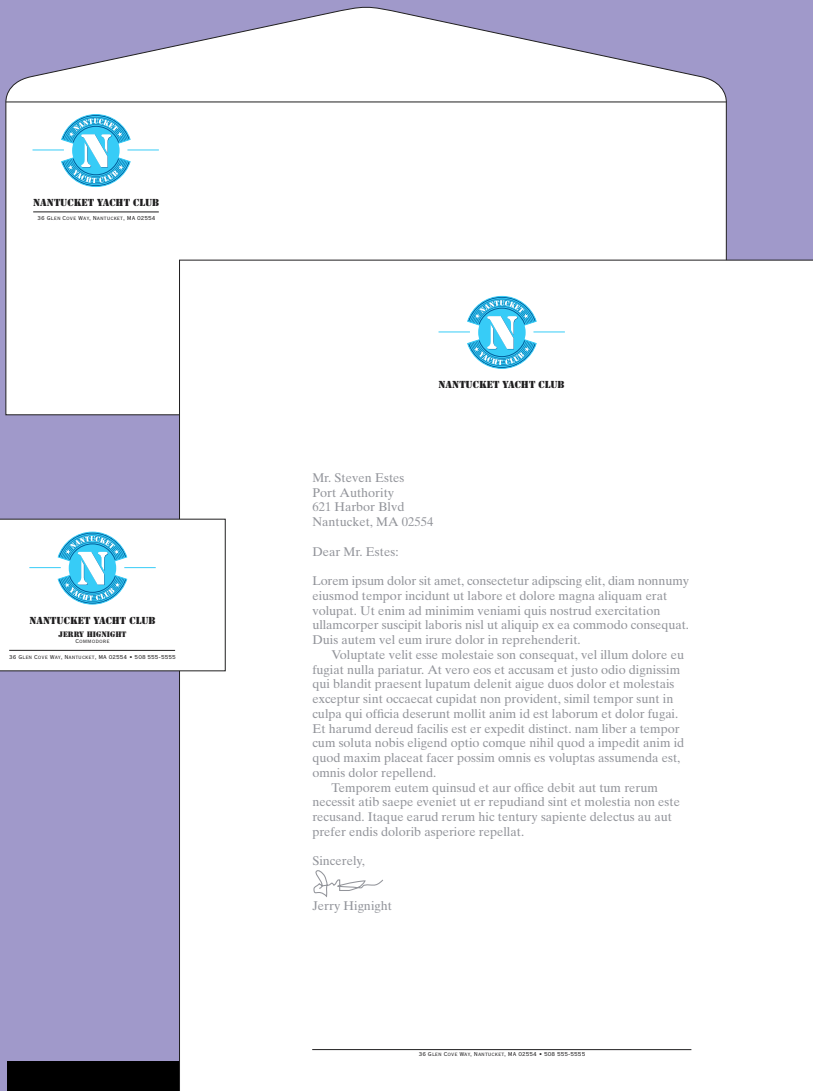 NANTUCKET
N
YACHT CLUB
NANTUCKET YACHT CLUB
36 Glen Cove Way, Nantucket, MA 02554
NANTUCKET
N
YACHT CLUB
NANTUCKET YACHT CLUB
Mr. Steven Estes
Port Authority
621 Harbor Blvd
Nantucket, MA 02554
Dear Mr. Estes:
Lorem ipsum dolor sit amet, consectetur adipscing elit, diam nonnumy
eiusmod tempor incidunt ut labore et dolore magna aliquam erat
volupat. Ut enim ad minimim veniami quis nostrud exercitation
ullamcorper suscipit laboris nisl ut aliquip ex ea commodo consequat.
Duis autem vel eum irure dolor in reprehenderit.
Voluptate velit esse molestaie son consequat, vel illum dolore eu
fugiat nulla pariatur. At vero eos et accusam et justo odio dignissim
qui blandit praesent lupatum delenit aigue duos dolor et molestais
exceptur sint occaecat cupidat non provident, simil tempor sunt in
culpa qui officia deserunt mollit anim id est laborum et dolor fugai.
Et harumd dereud facilis est er expedit distinct. nam liber a tempor
cum soluta nobis eligend optio comque nihil quod a impedit anim id
quod maxim placeat facer possim omnis es voluptas assumenda est,
omnis dolor repellend.
Temporem eutem quinsud et aur office debit aut tum rerum
necessit atib saepe eveniet ut er repudiand sint et molestia non este
recusand. Itaque earud rerum hic tentury sapiente delectus au aut
prefer endis dolorib asperiore repellat.
Sincerely,
Jerry Hignight
36 Glen Cove Way, Nantucket, MA 02554 • 508 555-5555
NANTUCKET
N
YACHT CLUB
NANTUCKET YACHT CLUB
JERRY HIGNIGHT
Commodore
36 Glen Cove Way, Nantucket, MA 02554 • 508 555-5555